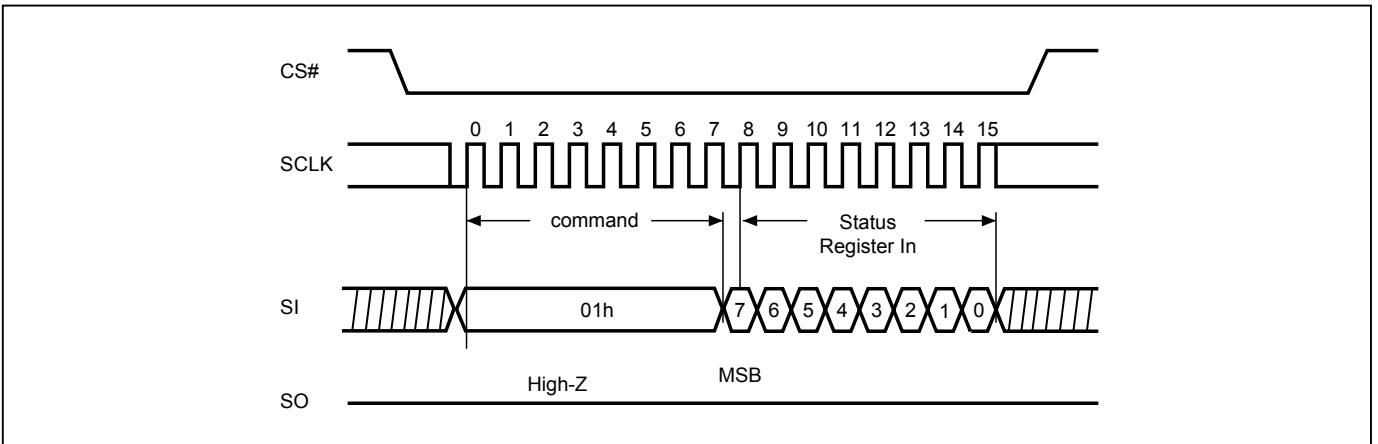 CS#
0 1 2 3 4 5 6 7 8 9 10 11 12 13 14 15
SCLK
command
Status
Register In
SI
01h
7 6 5 4 3 2 1 0
High-Z
MSB
SO